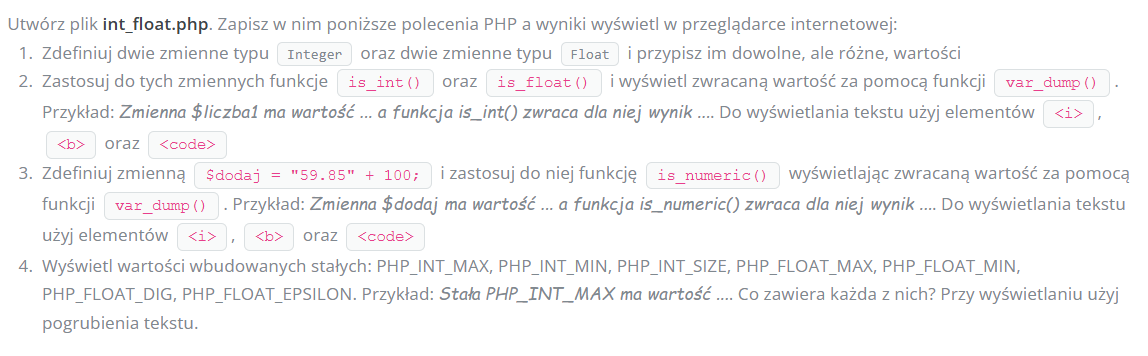 Utwórz plik int_float.php. Zapisz w nim poniższe polecenia PHP a wyniki wyświetl w przeglądarce internetowej:
1. Zdefiniuj dwie zmienne typu Integer oraz dwie zmienne typu Float i przypisz im dowolne, ale różne, wartości
2. Zastosuj do tych zmiennych funkcje is_int() oraz is_float() i wyświetl zwracaną wartość za pomocą funkcji var_dump() .
Przykład: Zmienna $liczba1 ma wartość ... a funkcja is_int() zwraca dla niej wynik .... Do wyświetlania tekstu użyj elementów <i> ,
<b> oraz <code>
3. Zdefiniuj zmienną $dodaj = "59.85" + 100; i zastosuj do niej funkcję is_numeric() wyświetlając zwracaną wartość za pomocą
funkcji var_dump() . Przykład: Zmienna $dodaj ma wartość ... a funkcja is_numeric() zwraca dla niej wynik .... Do wyświetlania tekstu
użyj elementów <i> , <b> oraz <code>
4. Wyświetl wartości wbudowanych stałych: PHP_INT_MAX, PHP_INT_MIN, PHP_INT_SIZE, PHP_FLOAT_MAX, PHP_FLOAT_MIN,
PHP_FLOAT_DIG, PHP_FLOAT_EPSILON. Przykład: Stała PHP_INT_MAX ma wartość .... Co zawiera każda z nich? Przy wyświetlaniu użyj
pogrubienia tekstu.